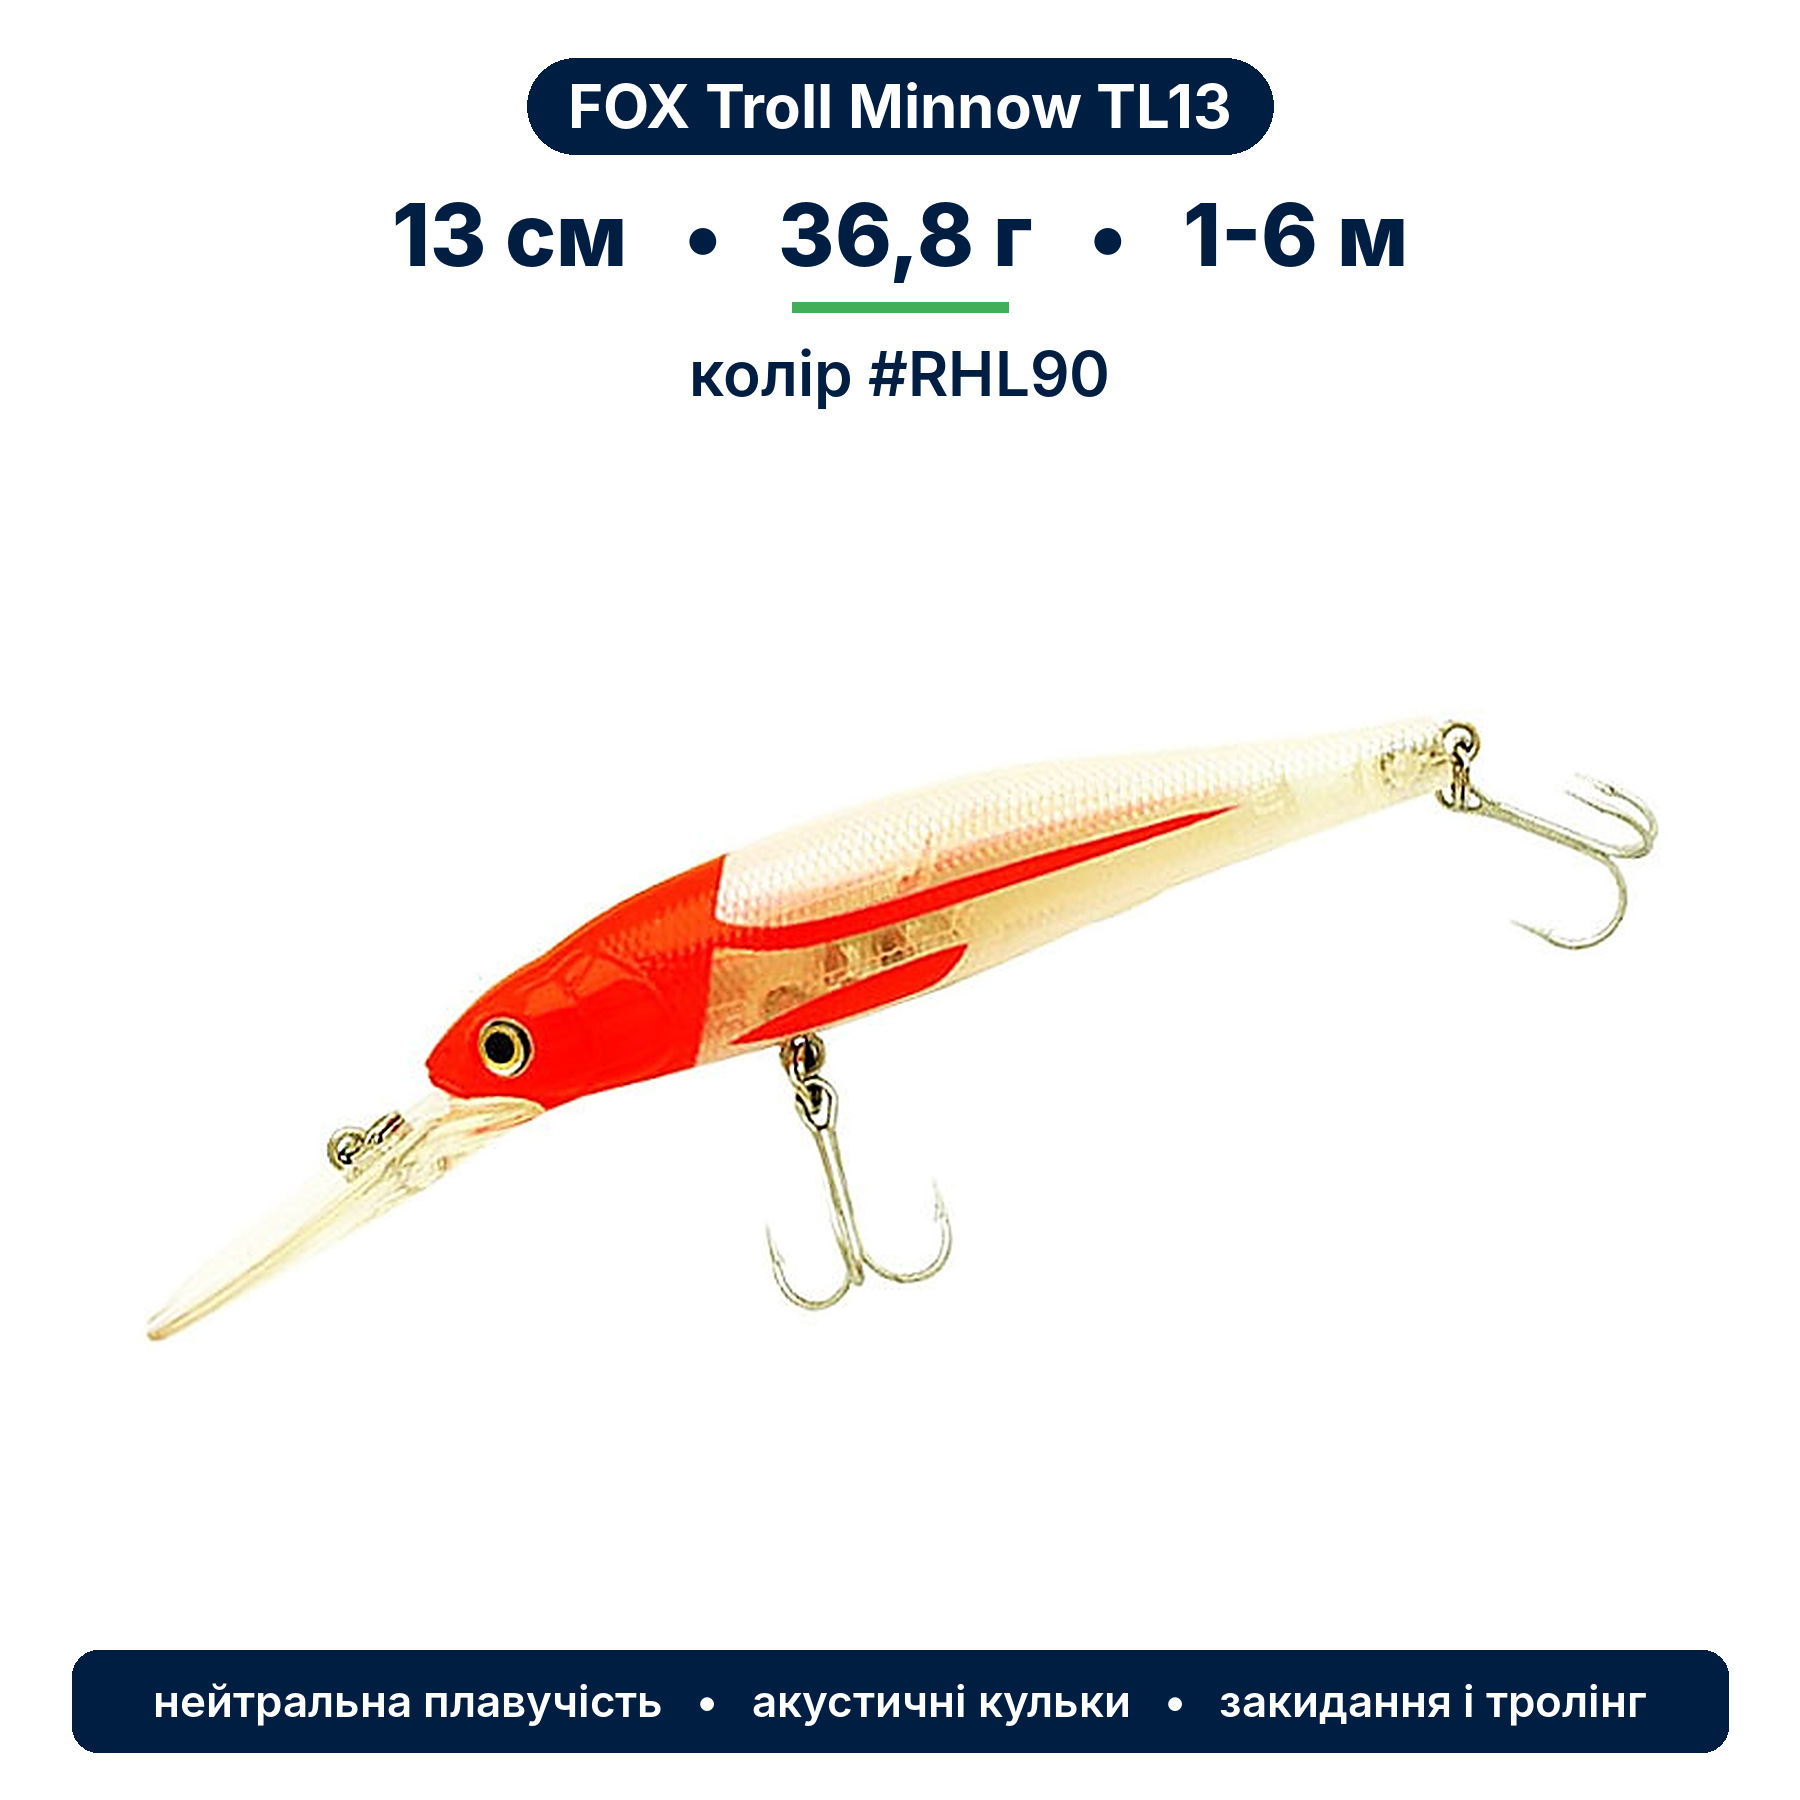 FOX Troll Minnow TL13
13 см • 36,8 г • 1-6 м
колір #RHL90
нейтральна плавучість • акустичні кульки • закидання і тролінг